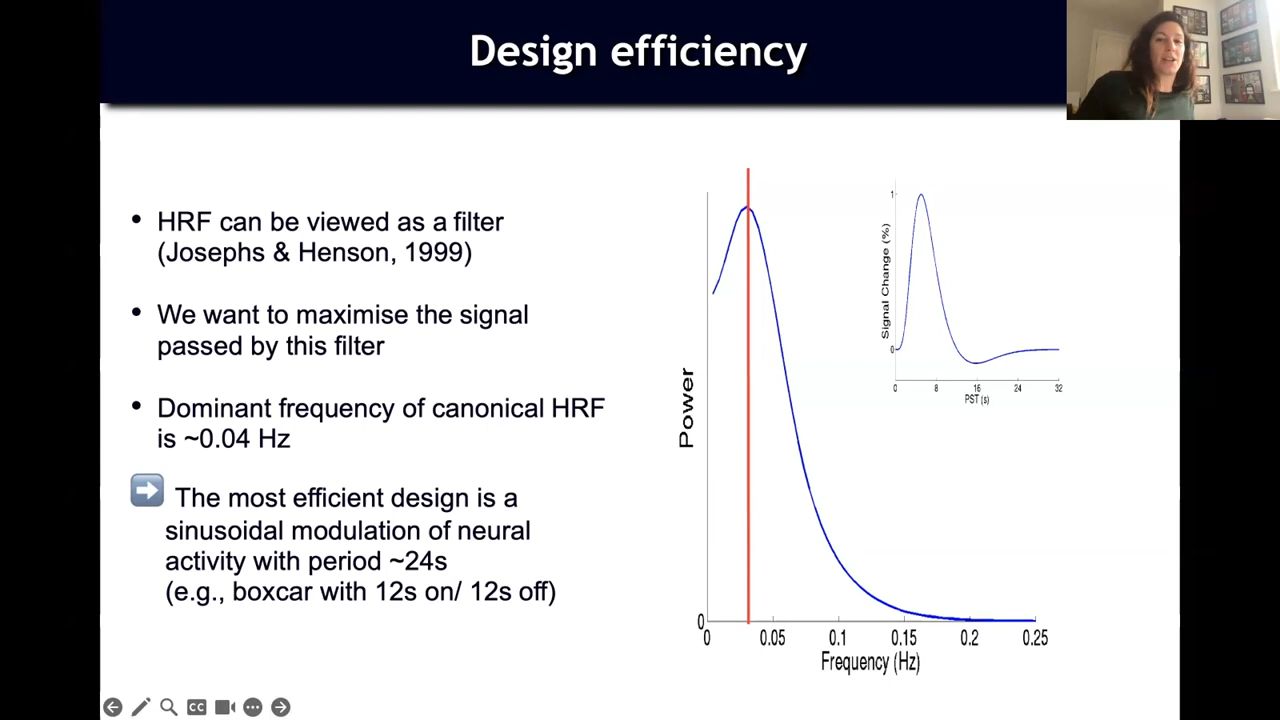 Design efficiency
• HRF can be viewed as a filter
(Josephs & Henson, 1999)
• We want to maximise the signal
passed by this filter
• Dominant frequency of canonical HRF
is ~0.04 Hz
➡ The most efficient design is a
sinusoidal modulation of neural
activity with period ~24s
(e.g., boxcar with 12s on/ 12s off)
Power
0
0 0.05 0.1 0.15 0.2 0.25
Frequency (Hz)
Signal Change (%)
1
0
0 8 16 24 32
PST (s)
CC